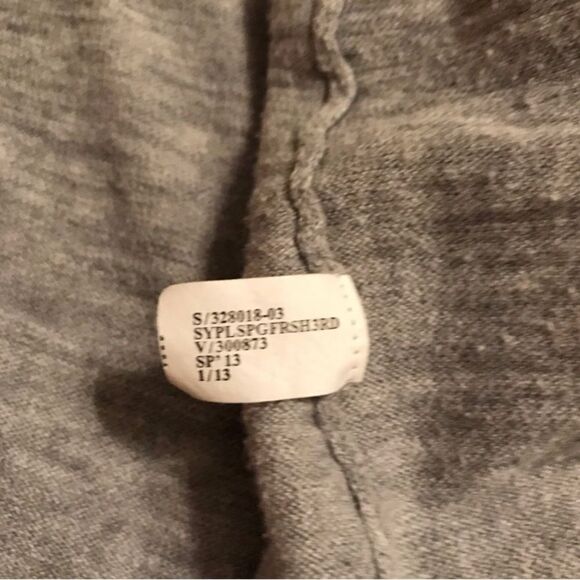 S/328018-03
SYPLSPGFRSH3RD
V/300873
SP'13
1/13